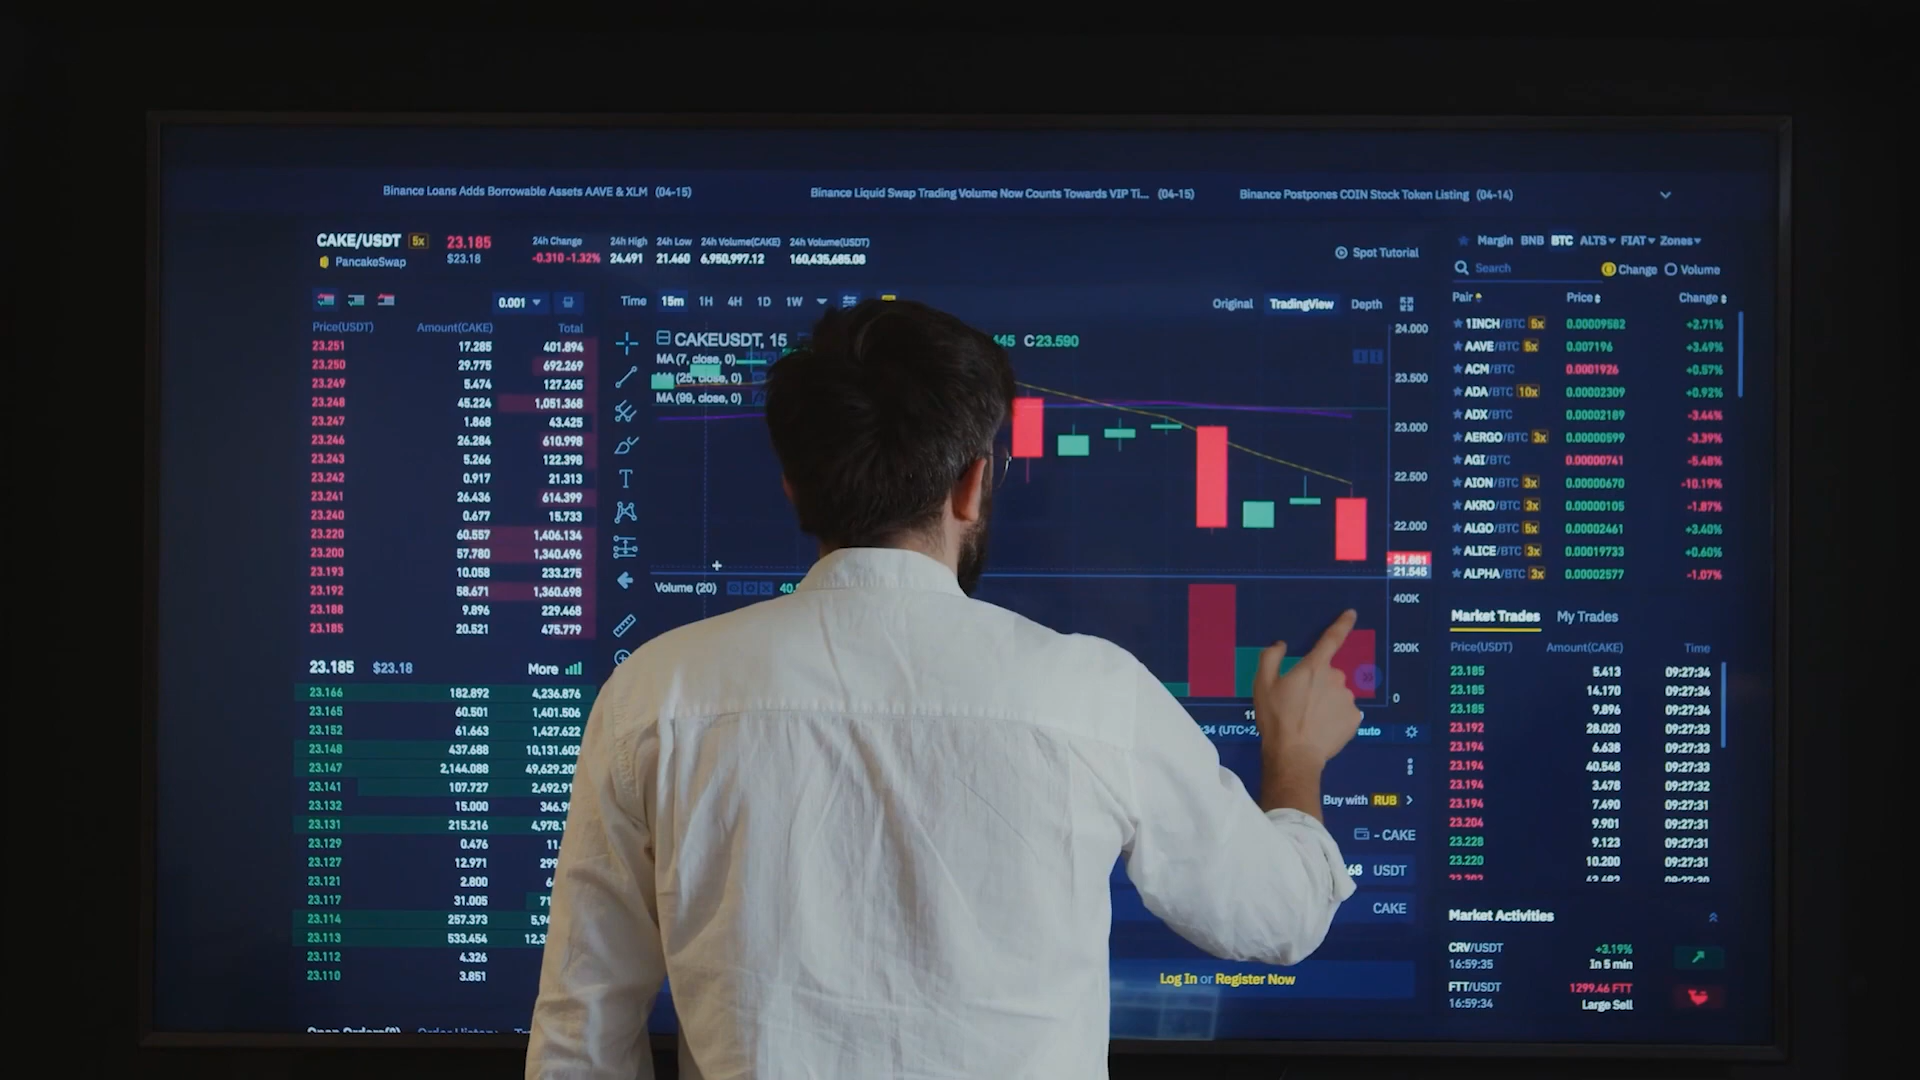 Binance Loans Adds Borrowable Assets AAVE & XLM (04-15)
Binance Liquid Swap Trading Volume Now Counts Towards VIP Ti... (04-15)
Binance Postpones COIN Stock Token Listing (04-14)
CAKE/USDT 5x 23.185
PancakeSwap $23.18
24h Change 24h High 24h Low 24h Volume(CAKE) 24h Volume(USDT)
-0.310 -1.32% 24.491 21.460 6,950,997.12 160,435,685.08
Spot Tutorial
0.001
Price(USDT) Amount(CAKE) Total
23.251 17.285 401.894
23.250 29.775 692.269
23.249 5.474 127.265
23.248 45.224 1,051.368
23.247 1.868 43.425
23.246 26.284 610.998
23.243 5.266 122.398
23.242 0.917 21.313
23.241 26.436 614.399
23.240 0.677 15.733
23.220 60.557 1,406.134
23.200 57.780 1,340.496
23.193 10.058 233.275
23.192 58.671 1,360.698
23.188 9.896 229.468
23.185 20.521 475.779
23.185 $23.18 More
23.166 182.892 4,236.876
23.165 60.501 1,401.506
23.152 61.663 1,427.622
23.148 437.688 10,131.602
23.147 2,144.088 49,629.20
23.141 107.727 2,492.91
23.132 15.000 346.9
23.131 215.216 4,978.1
23.129 0.476 11.
23.127 12.971 299
23.121 2.800 6
23.117 31.005 71
23.114 257.373 5,9
23.113 533.454 12,3
23.112 4.326
23.110 3.851
Open Orders(0) Order History
Time 15m 1H 4H 1D 1W
Original TradingView Depth
CAKEUSDT, 15
445 C23.590
MA (7, close, 0)
MA (25, close, 0)
MA (99, close, 0)
24.000
23.500
23.000
22.500
22.000
21.661
21.545
Volume (20) 40.
400K
200K
0
11
34 (UTC+2) auto
Buy with RUB
- CAKE
68 USDT
CAKE
Log In or Register Now
Margin BNB BTC ALTS FIAT Zones
Search Change Volume
Pair Price Change
1INCH/BTC 5x 0.00009582 +2.71%
AAVE/BTC 5x 0.007196 +3.49%
ACM/BTC 0.0001926 +0.57%
ADA/BTC 10x 0.00002309 +0.92%
ADX/BTC 0.00002189 -3.44%
AERGO/BTC 3x 0.00000599 -3.39%
AGI/BTC 0.00000741 -5.48%
AION/BTC 3x 0.00000670 -10.19%
AKRO/BTC 3x 0.00000105 -1.87%
ALGO/BTC 5x 0.00002461 +3.40%
ALICE/BTC 3x 0.00019733 +0.60%
ALPHA/BTC 3x 0.00002577 -1.07%
Market Trades My Trades
Price(USDT) Amount(CAKE) Time
23.185 5.413 09:27:34
23.185 14.170 09:27:34
23.185 9.896 09:27:34
23.192 28.020 09:27:33
23.194 6.638 09:27:33
23.194 40.548 09:27:33
23.194 3.478 09:27:32
23.194 7.490 09:27:31
23.204 9.901 09:27:31
23.228 9.123 09:27:31
23.220 10.200 09:27:31
Market Activities
CRV/USDT +3.19%
16:59:35 In 5 min
FTT/USDT 1299.46 FTT
16:59:34 Large Sell